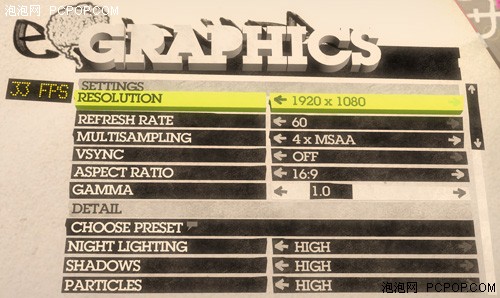 泡泡网 PCPOP.COM
GRAPHICS
33 FPS
SETTINGS
RESOLUTION 1920 x 1080
REFRESH RATE 60
MULTISAMPLING 4 x MSAA
VSYNC OFF
ASPECT RATIO 16:9
GAMMA 1.0
DETAIL
CHOOSE PRESET
NIGHT LIGHTING HIGH
SHADOWS HIGH
PARTICLES HIGH
泡泡网 PCPOP.COM